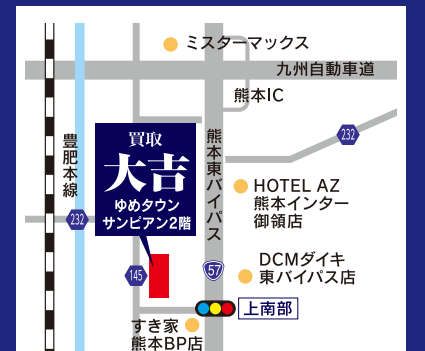 ミスターマックス
九州自動車道
熊本IC
232
豊肥本線
買取
大吉
ゆめタウン
サンピアン2階
熊本東バイパス
HOTEL AZ
熊本インター
御領店
232
145
57
DCMダイキ
東バイパス店
上南部
すき家
熊本BP店